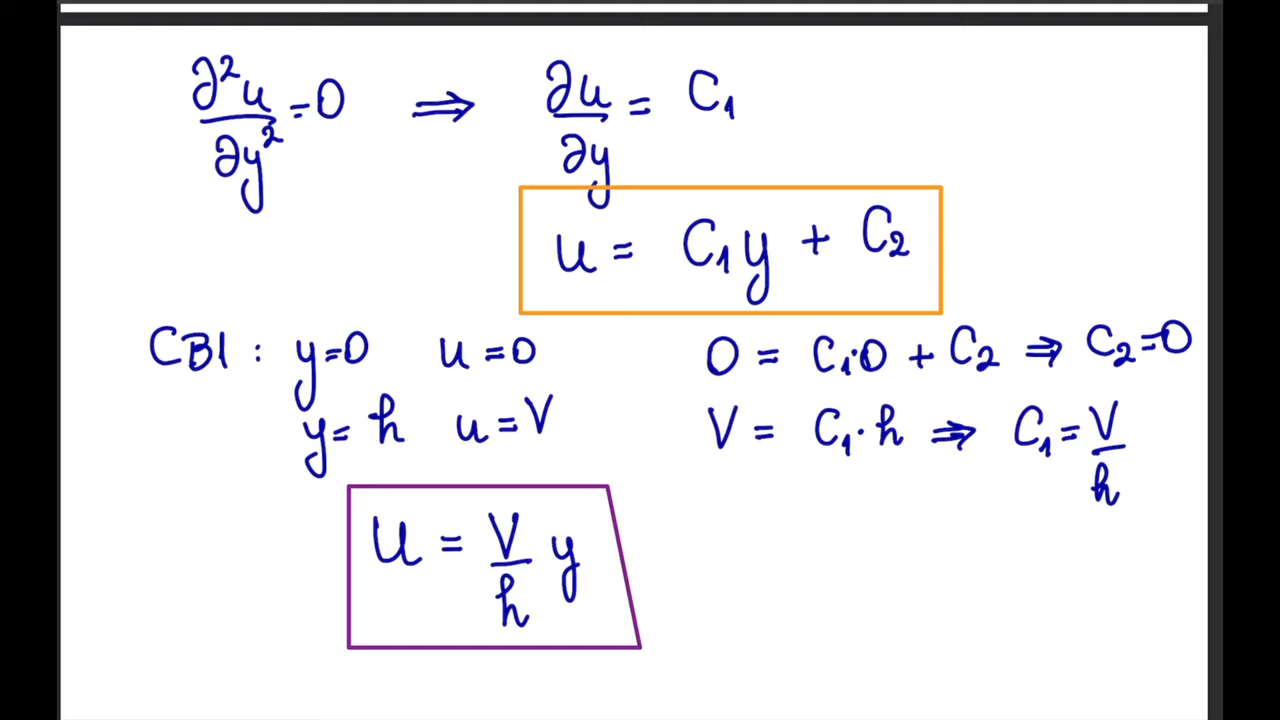 ∂²u/∂y² = 0 ⇒ ∂u/∂y = C₁
u = C₁y + C₂
CBI : y=0 u=0 0 = C₁·0 + C₂ ⇒ C₂=0
y=h u=V V = C₁·h ⇒ C₁=V/h
u = V/h y